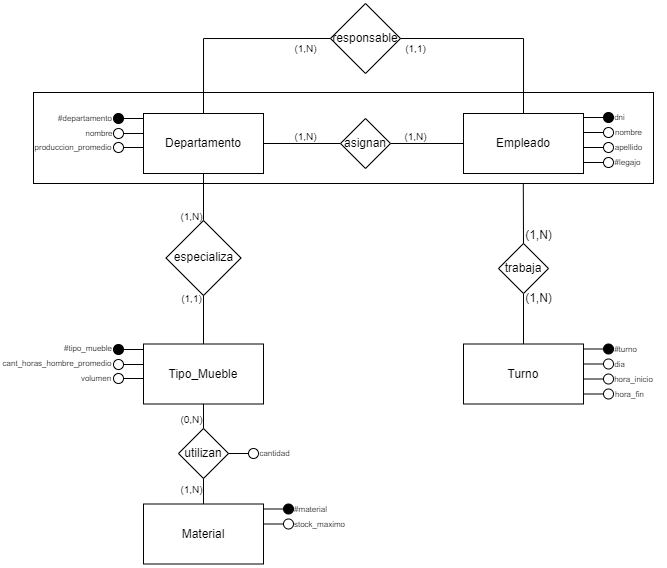 responsable
(1,N)
(1,1)
#departamento
nombre
produccion_promedio
Departamento
(1,N)
asignan
(1,N)
Empleado
dni
nombre
apellido
#legajo
(1,N)
especializa
(1,1)
(1,N)
trabaja
(1,N)
#tipo_mueble
cant_horas_hombre_promedio
volumen
Tipo_Mueble
Turno
#turno
dia
hora_inicio
hora_fin
(0,N)
utilizan
cantidad
(1,N)
Material
#material
stock_maximo